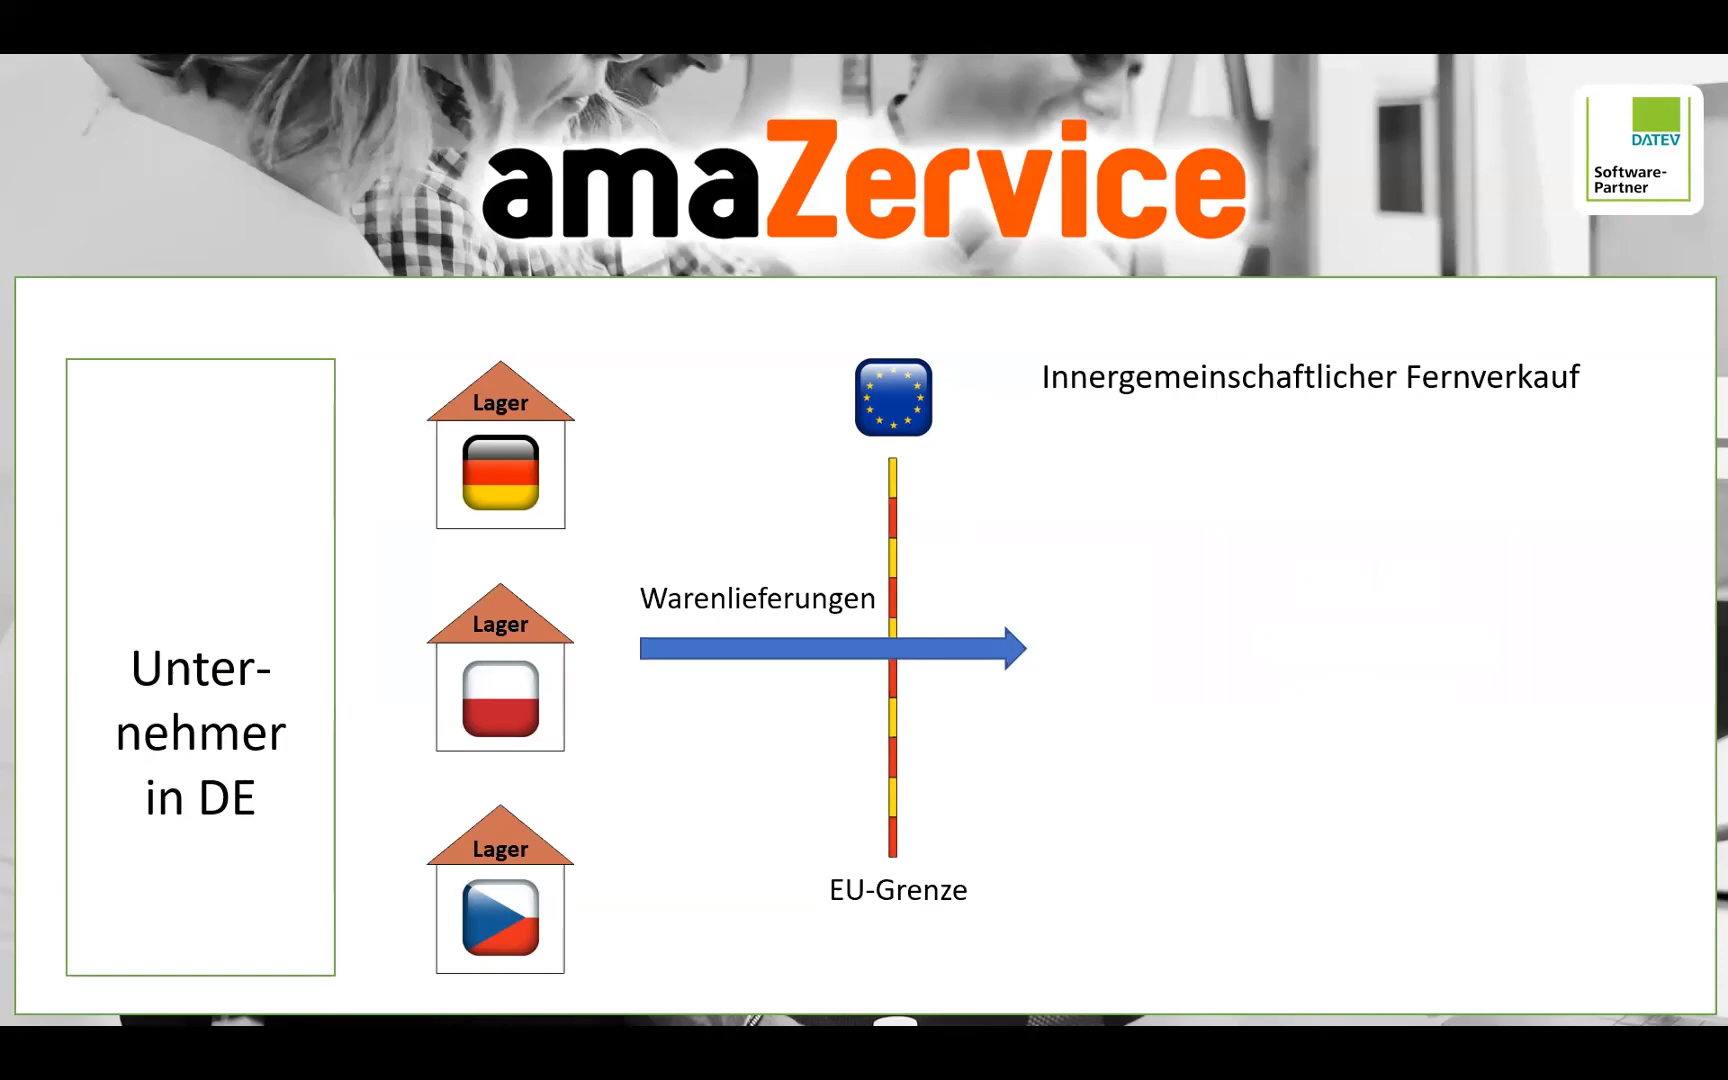 amaZervice
DATEV
Software-
Partner
Innergemeinschaftlicher Fernverkauf
Lager
Warenlieferungen
Lager
Unter-
nehmer
in DE
Lager
EU-Grenze